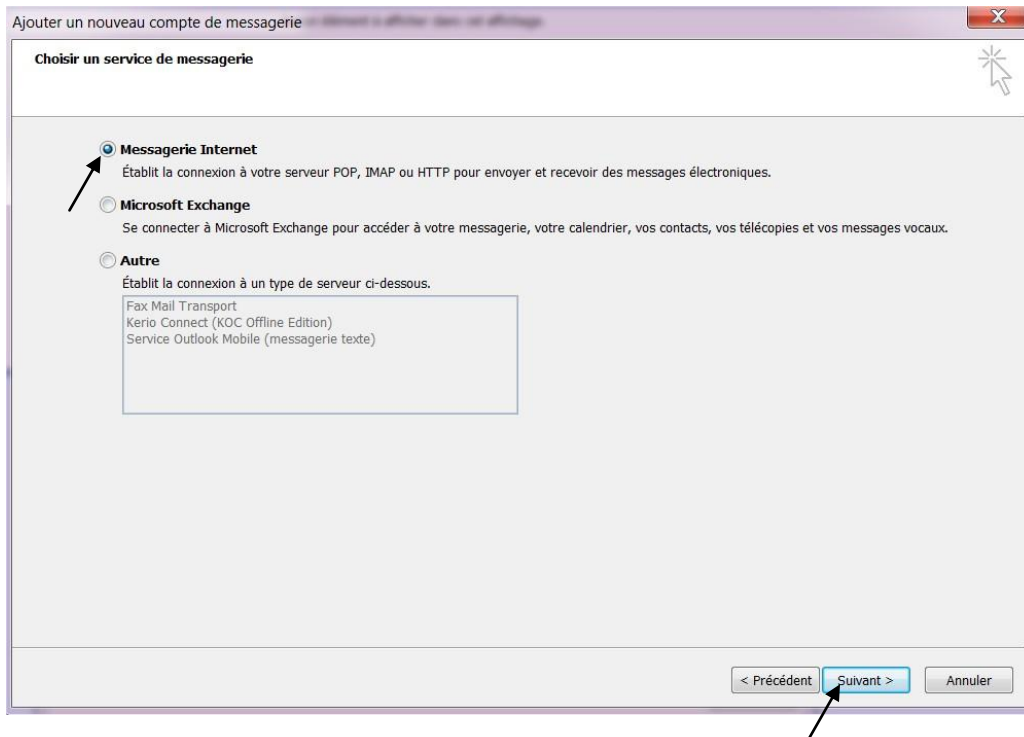 Ajouter un nouveau compte de messagerie
Choisir un service de messagerie
Messagerie Internet
Établit la connexion à votre serveur POP, IMAP ou HTTP pour envoyer et recevoir des messages électroniques.
Microsoft Exchange
Se connecter à Microsoft Exchange pour accéder à votre messagerie, votre calendrier, vos contacts, vos télécopies et vos messages vocaux.
Autre
Établit la connexion à un type de serveur ci-dessous.
Fax Mail Transport
Kerio Connect (KOC Offline Edition)
Service Outlook Mobile (messagerie texte)
< Précédent Suivant > Annuler